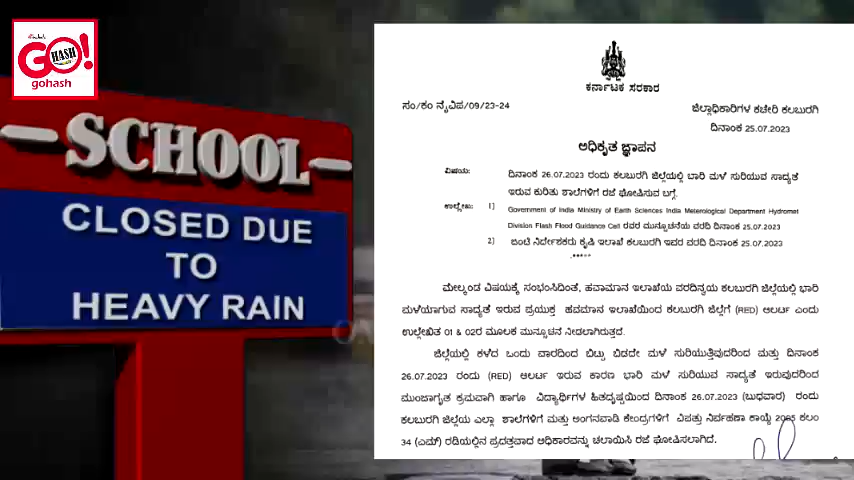 GO!
HASH
gohash
SCHOOL
CLOSED DUE
TO
HEAVY RAIN
ಕರ್ನಾಟಕ ಸರಕಾರ
ಸಂ/ಕಂ ನೈವಿಪ/09/23-24
ಜಿಲ್ಲಾಧಿಕಾರಿಗಳ ಕಚೇರಿ ಕಲಬುರಗಿ
ದಿನಾಂಕ 25.07.2023
ಅಧಿಕೃತ ಜ್ಞಾಪನ
ವಿಷಯ: ದಿನಾಂಕ 26.07.2023 ರಂದು ಕಲಬುರಗಿ ಜಿಲ್ಲೆಯಲ್ಲಿ ಬಾರಿ ಮಳೆ ಸುರಿಯುವ ಸಾದ್ಯತೆ
ಇರುವ ಕುರಿತು ಶಾಲೆಗಳಿಗೆ ರಜೆ ಘೋಷಿಸುವ ಬಗ್ಗೆ.
ಉಲ್ಲೇಖ: 1] Government of India Ministry of Earth Sciences India Meterological Department Hydromet
Division Flash Flood Guidance Cell ರವರ ಮುನ್ಸೂಚನೆಯ ವರದಿ ದಿನಾಂಕ 25.07.2023
2] ಜಂಟಿ ನಿರ್ದೇಶಕರು ಕೃಷಿ ಇಲಾಖೆ ಕಲಬುರಗಿ ಇವರ ವರದಿ ದಿನಾಂಕ 25.07.2023
.*****
ಮೇಲ್ಕಂಡ ವಿಷಯಕ್ಕೆ ಸಂಭಂಸಿದಿಂತೆ, ಹವಾಮಾನ ಇಲಾಖೆಯ ವರದಿನ್ವಯ ಕಲಬುರಗಿ ಜಿಲ್ಲೆಯಲ್ಲಿ ಭಾರಿ
ಮಳೆಯಾಗುವ ಸಾದ್ಯತೆ ಇರುವ ಪ್ರಯುಕ್ತ ಹವಮಾನ ಇಲಾಖೆಯಿಂದ ಕಲಬುರಗಿ ಜಿಲ್ಲೆಗೆ (RED) ಅಲರ್ಟ ಎಂದು
ಉಲ್ಲೇಖಿತ 01 & 02ರ ಮೂಲಕ ಮುನ್ಸೂಚನೆ ನೀಡಲಾಗಿರುತ್ತದೆ.
ಜಿಲ್ಲೆಯಲ್ಲಿ ಕಳೆದ ಒಂದು ವಾರದಿಂದ ಬಿಟ್ಟು ಬಿಡದೇ ಮಳೆ ಸುರಿಯುತ್ತಿವುದರಿಂದ ಮತ್ತು ದಿನಾಂಕ
26.07.2023 ರಂದು (RED) ಅಲರ್ಟ ಇರುವ ಕಾರಣ ಭಾರಿ ಮಳೆ ಸುರಿಯುವ ಸಾದ್ಯತೆ ಇರುವುದರಿಂದ
ಮುಂಜಾಗೃತ ಕ್ರಮವಾಗಿ ಹಾಗೂ ವಿದ್ಯಾರ್ಥಿಗಳ ಹಿತದೃಷ್ಟಯಿಂದ ದಿನಾಂಕ 26.07.2023 (ಬುಧವಾರ) ರಂದು
ಕಲಬುರಗಿ ಜಿಲ್ಲೆಯ ಎಲ್ಲಾ ಶಾಲೆಗಳಿಗೆ ಮತ್ತು ಅಂಗನವಾಡಿ ಕೇಂದ್ರಗಳಿಗೆ ವಿಪತ್ತು ನಿರ್ವಹಣಾ ಕಾಯ್ದೆ 2005 ಕಲಂ
34 (ಎಮ್) ರಡಿಯಲ್ಲಿನ ಪ್ರದತ್ತವಾದ ಅಧಿಕಾರವನ್ನು ಚಲಾಯಿಸಿ ರಜೆ ಘೋಷಿಸಲಾಗಿದೆ.